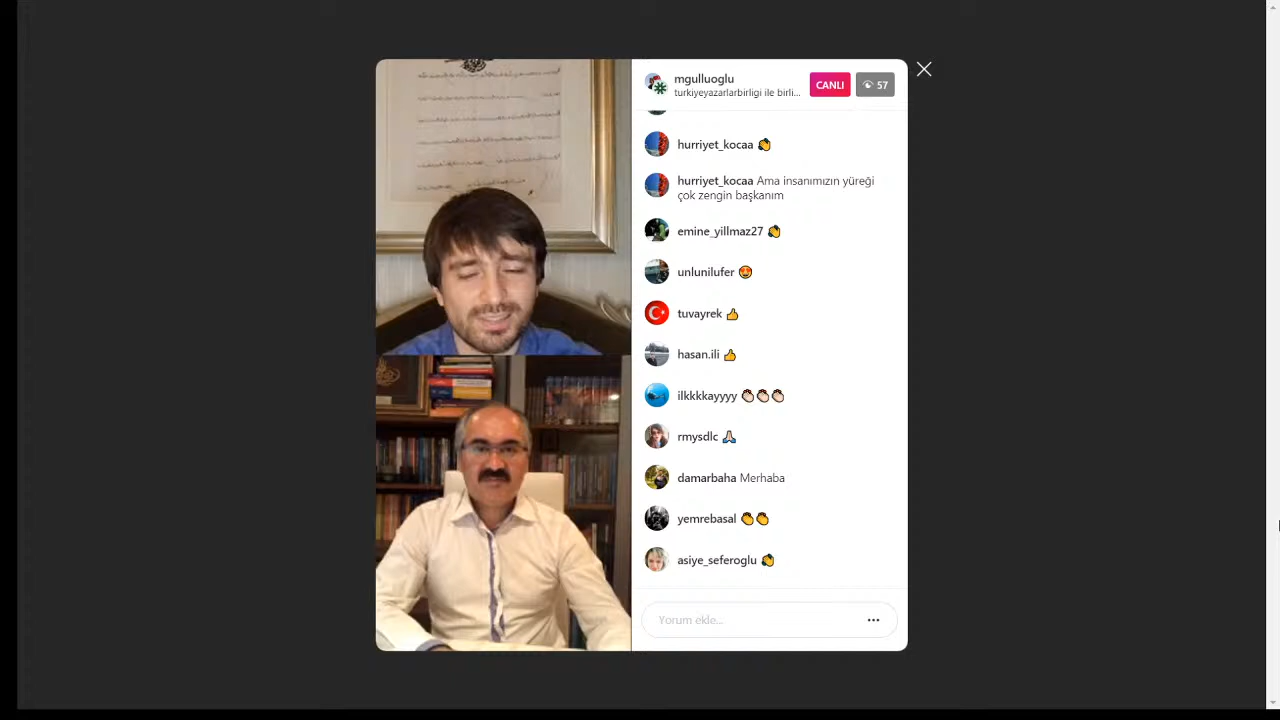 mgulluoglu
turkiyeyazarlarbirligi ile birli...
CANLI
57
hurriyet_kocaa 👏
hurriyet_kocaa Ama insanımızın yüreği
çok zengin başkanım
emine_yillmaz27 👏
unlunilufer 😍
tuvayrek 👍
hasan.ili 👍
ilkkkkayyyy 👏🏻👏🏻👏🏻
rmysdlc 🙏🏻
damarbaha Merhaba
yemrebasal 👏👏
asiye_seferoglu 👏
Yorum ekle...